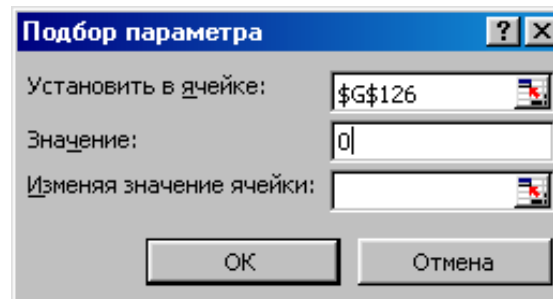 Подбор параметра
Установить в ячейке: $G$126
Значение: 0
Изменяя значение ячейки:
ОК Отмена